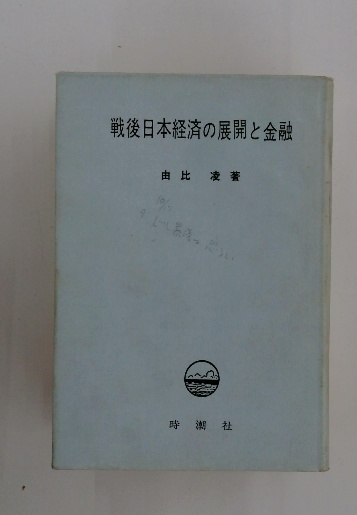 戦後日本経済の展開と金融
由比 凌著
時潮社